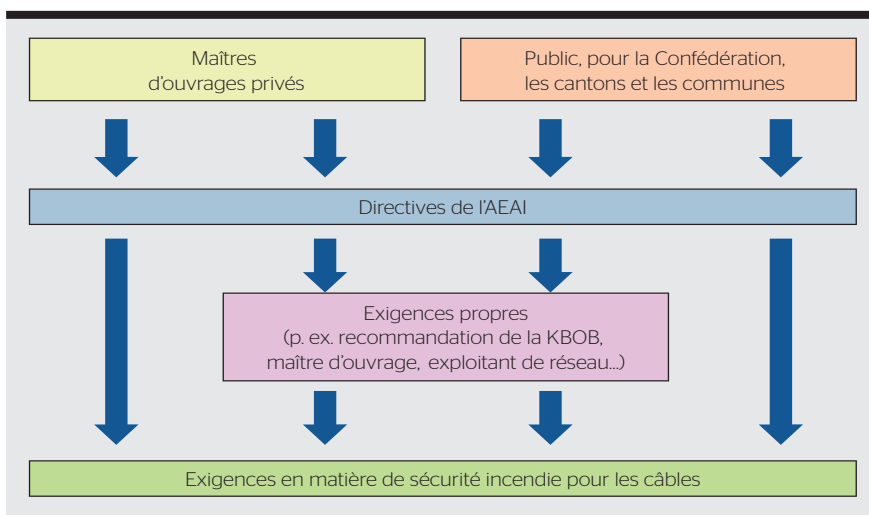 Maîtres
d'ouvrages privés
Public, pour la Confédération,
les cantons et les communes
Directives de l'AEAI
Exigences propres
(p. ex. recommandation de la KBOB,
maître d'ouvrage, exploitant de réseau...)
Exigences en matière de sécurité incendie pour les câbles